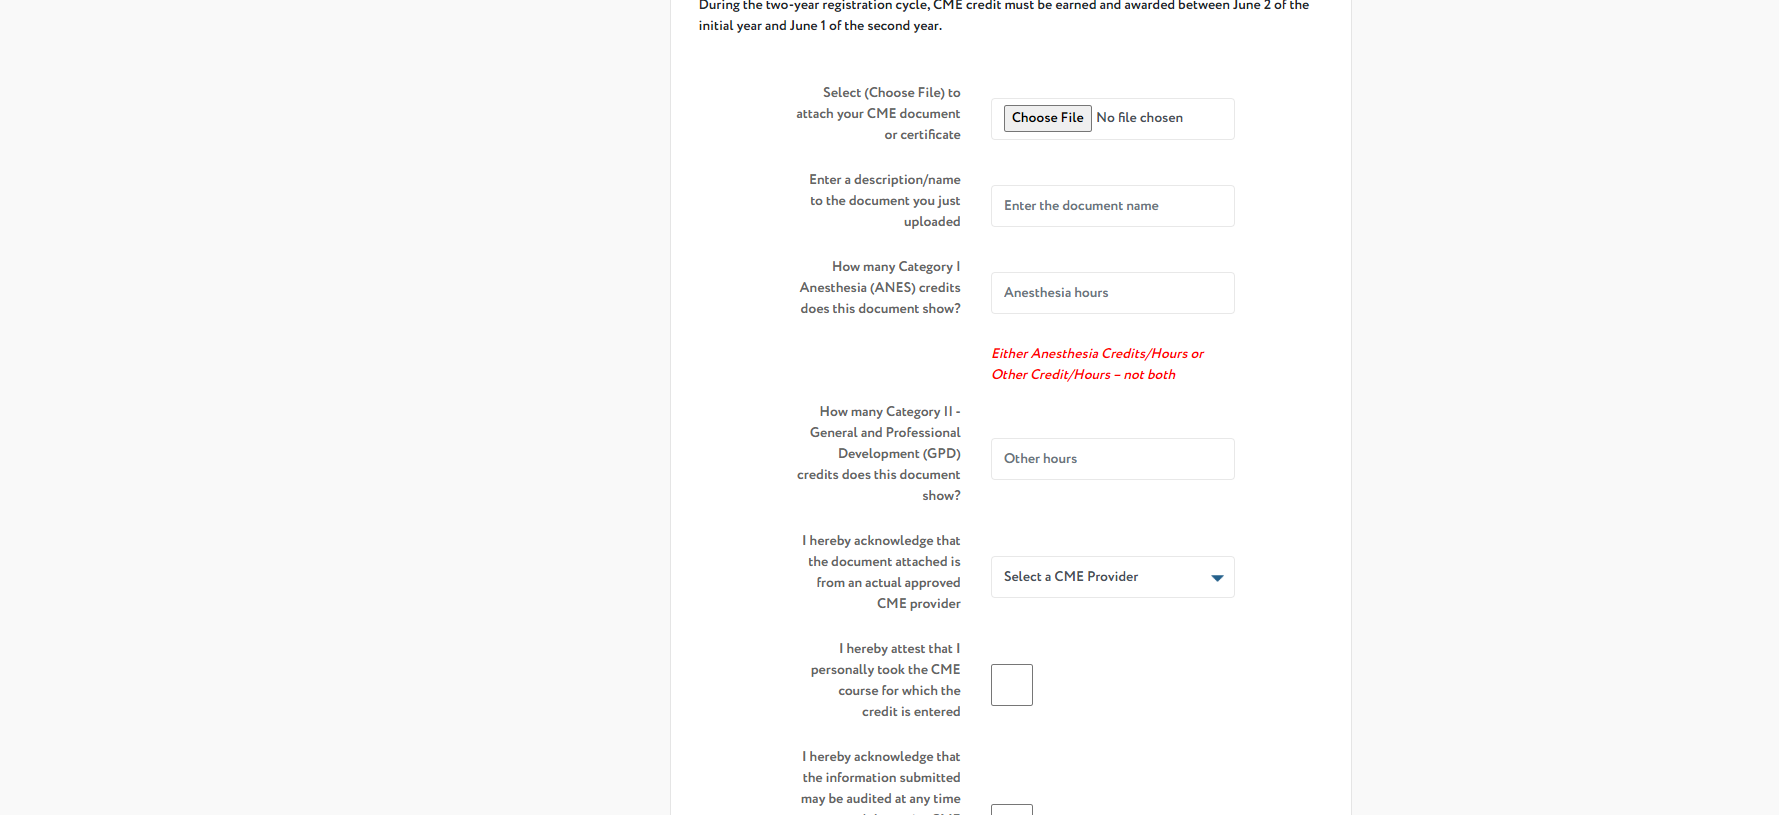 During the two-year registration cycle, CME credit must be earned and awarded between June 2 of the
initial year and June 1 of the second year.
Select (Choose File) to
attach your CME document
or certificate
Choose File No file chosen
Enter a description/name
to the document you just
uploaded
Enter the document name
How many Category I
Anesthesia (ANES) credits
does this document show?
Anesthesia hours
Either Anesthesia Credits/Hours or
Other Credit/Hours – not both
How many Category II -
General and Professional
Development (GPD)
credits does this document
show?
Other hours
I hereby acknowledge that
the document attached is
from an actual approved
CME provider
Select a CME Provider
I hereby attest that I
personally took the CME
course for which the
credit is entered
I hereby acknowledge that
the information submitted
may be audited at any time